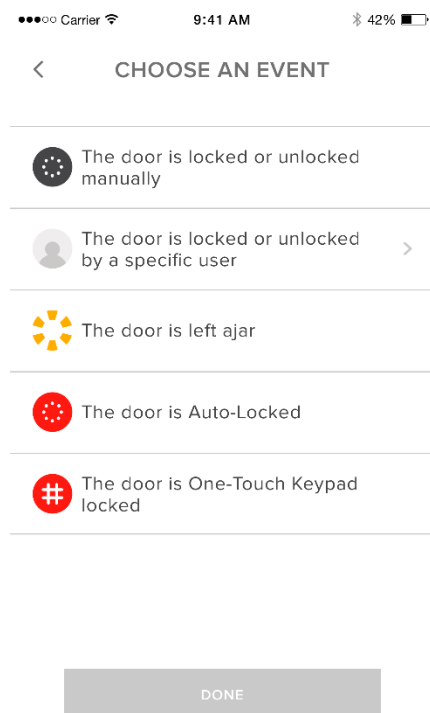 Carrier 9:41 AM 42%
CHOOSE AN EVENT
The door is locked or unlocked
manually
The door is locked or unlocked
by a specific user
The door is left ajar
The door is Auto-Locked
The door is One-Touch Keypad
locked
DONE